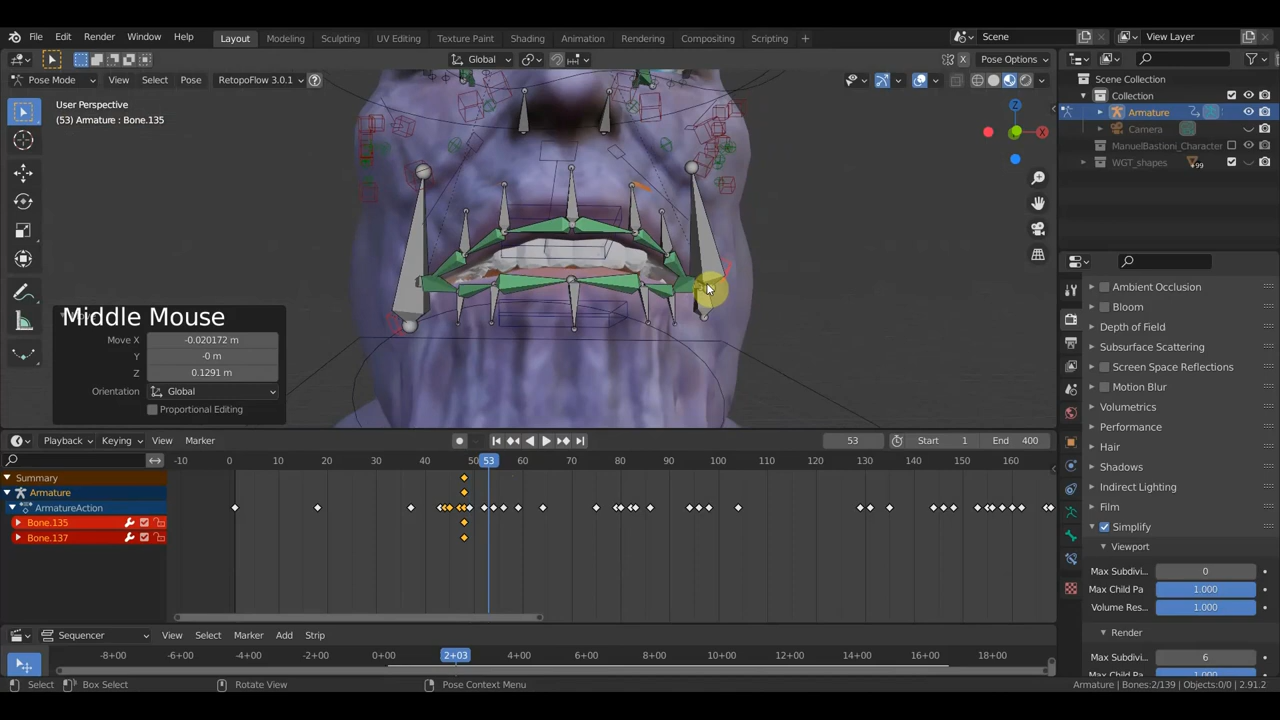 File Edit Render Window Help Layout Modeling Sculpting UV Editing Texture Paint Shading Animation Rendering Compositing Scripting + Scene View Layer
Global Pose Options
Pose Mode View Select Pose RetopoFlow 3.0.1 Scene Collection
User Perspective Collection
(53) Armature : Bone.135 Armature
Z Camera
X ManuelBastioni_Character
WGT_shapes 99
Ambient Occlusion
Bloom
Middle Mouse Depth of Field
Move X -0.020172 m Subsurface Scattering
Y -0 m Screen Space Reflections
Z 0.1291 m Motion Blur
Orientation Global Volumetrics
Proportional Editing Performance
Playback Keying View Marker 53 Start 1 End 400 Hair
-10 0 10 20 30 40 50 53 60 70 80 90 100 110 120 130 140 150 160 Shadows
Summary Indirect Lighting
Armature Film
ArmatureAction Simplify
Bone.135 Viewport
Bone.137 Max Subdivi... 0
Max Child Pa 1.000
Volume Res... 1.000
Sequencer View Select Marker Add Strip Render
-8+00 -6+00 -4+00 -2+00 0+00 2+03 4+00 6+00 8+00 10+00 12+00 14+00 16+00 18+00 Max Subdivi... 6
Max Child Pa 1.000
Select Box Select Rotate View Pose Context Menu Armature | Bones:2/139 | Objects:0/0 | 2.91.2